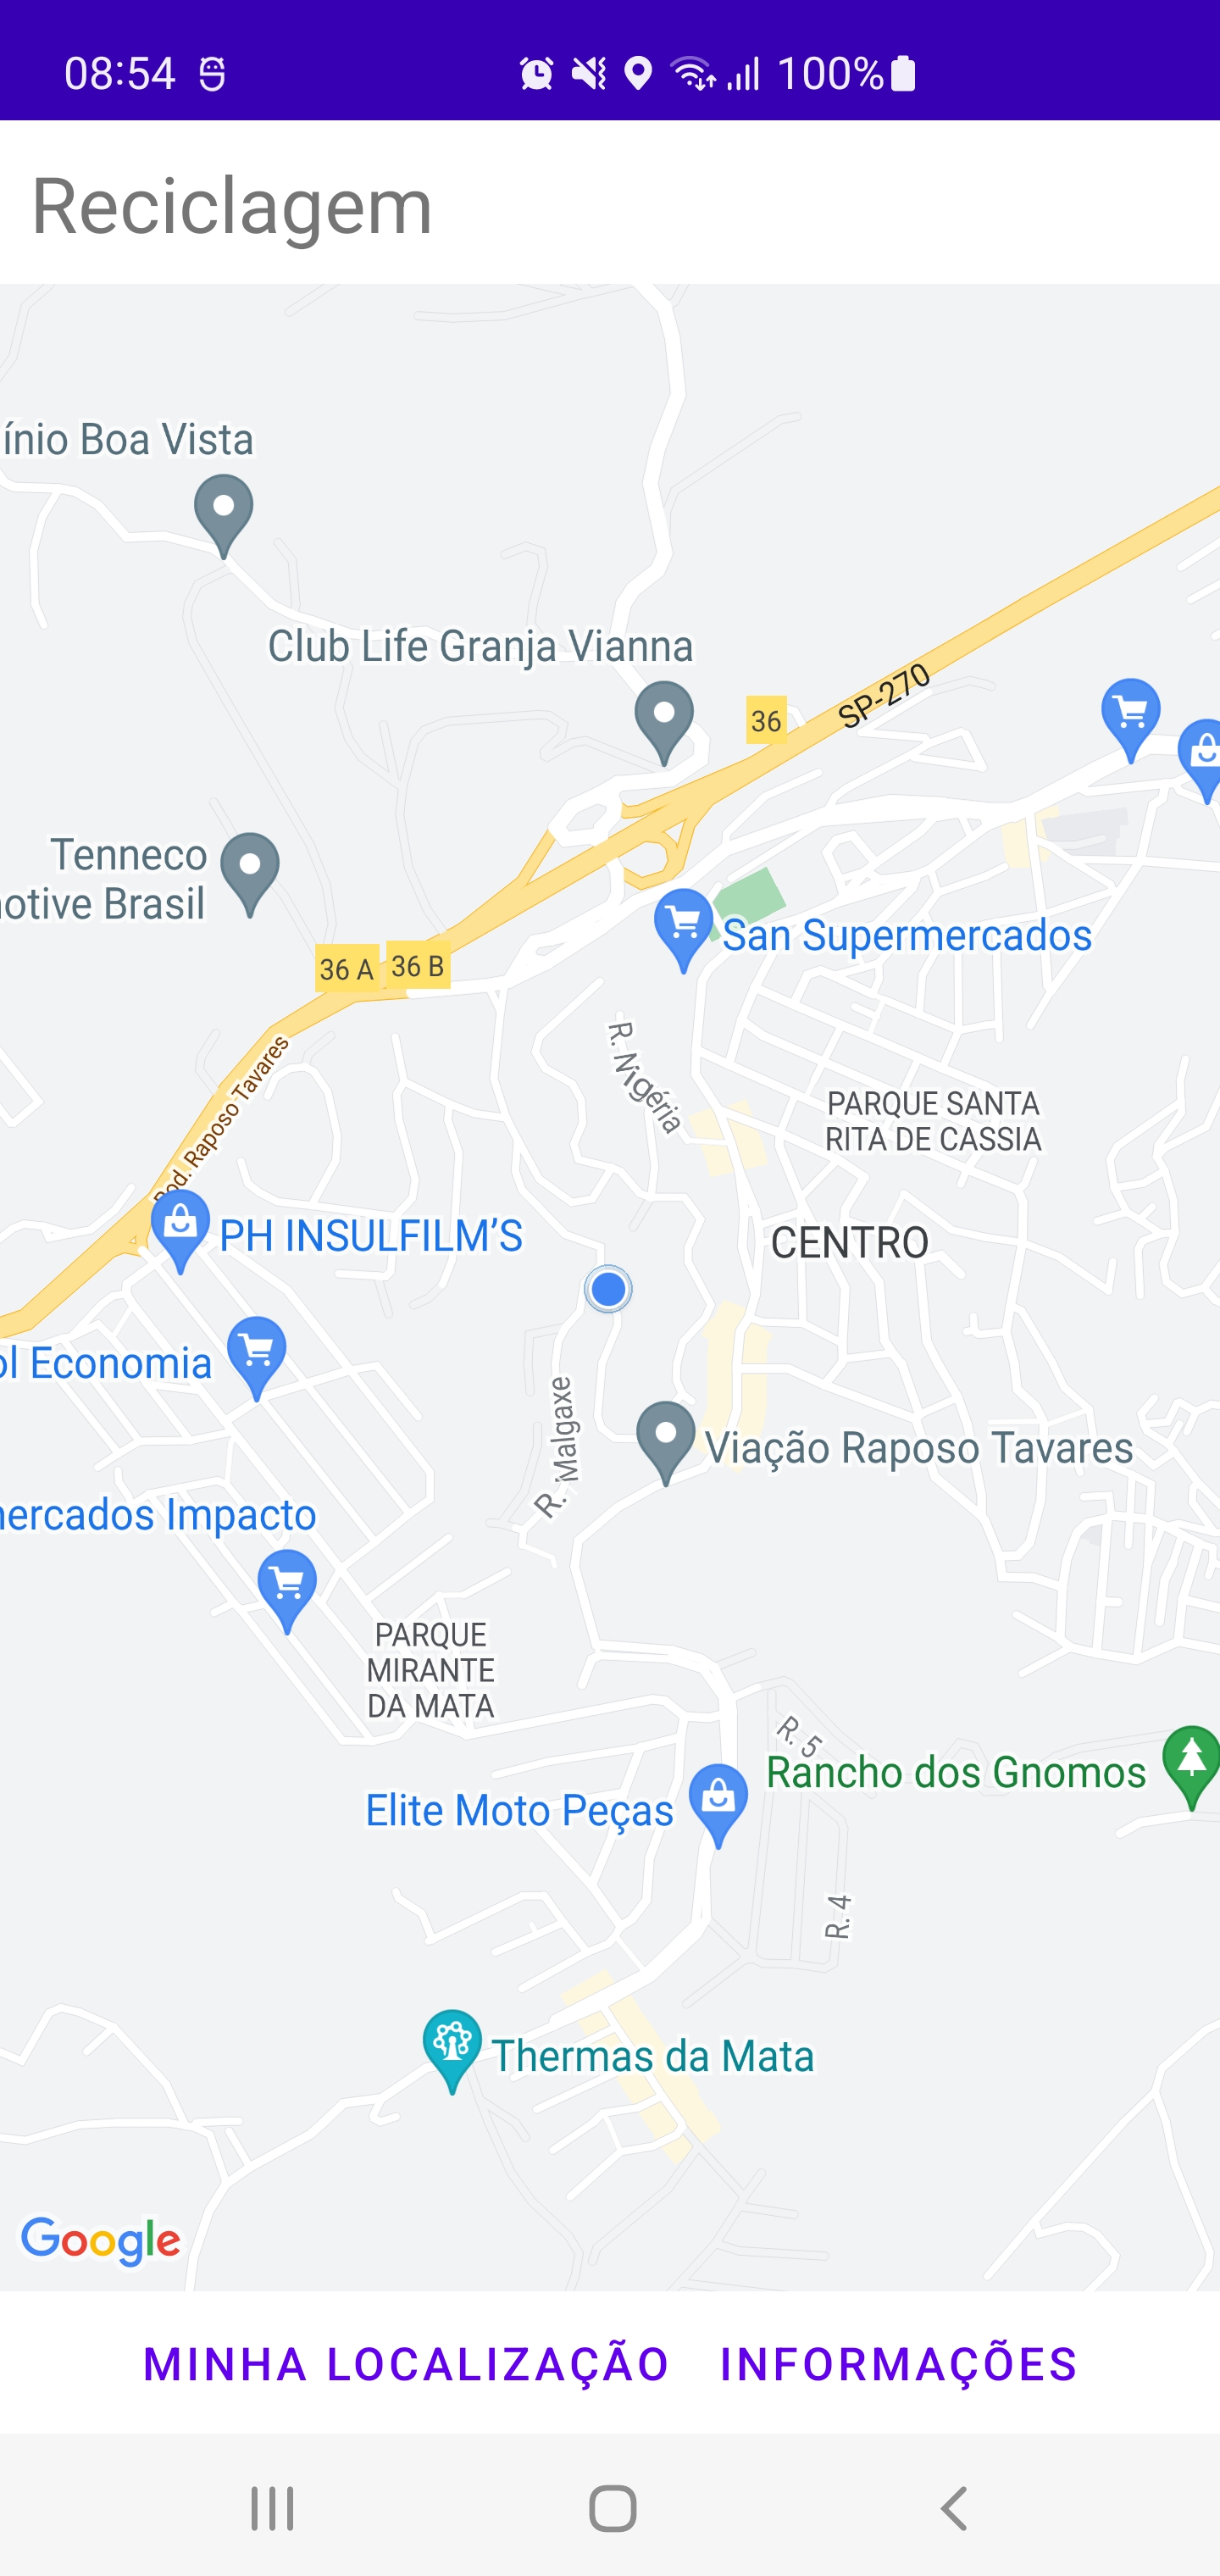 08:54 100%
Reciclagem
ínio Boa Vista
Club Life Granja Vianna
36
SP-270
Tenneco
otive Brasil
San Supermercados
36 A 36 B
R. Nigéria
Rod. Raposo Tavares
PARQUE SANTA
RITA DE CASSIA
PH INSULFILM'S
CENTRO
ol Economia
R. Malgaxe
Viação Raposo Tavares
mercados Impacto
PARQUE
MIRANTE
DA MATA
R. 5
Rancho dos Gnomos
Elite Moto Peças
R. 4
Thermas da Mata
Google
MINHA LOCALIZAÇÃO INFORMAÇÕES